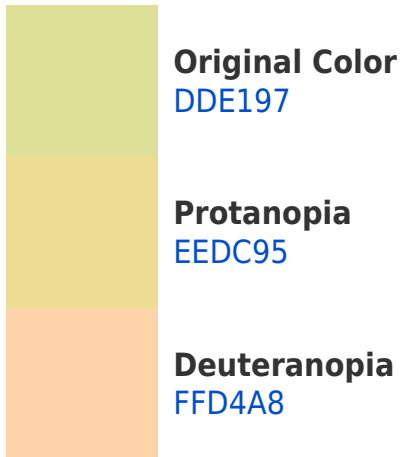 Original Color
DDE197
Protanopia
EEDC95
Deuteranopia
FFD4A8